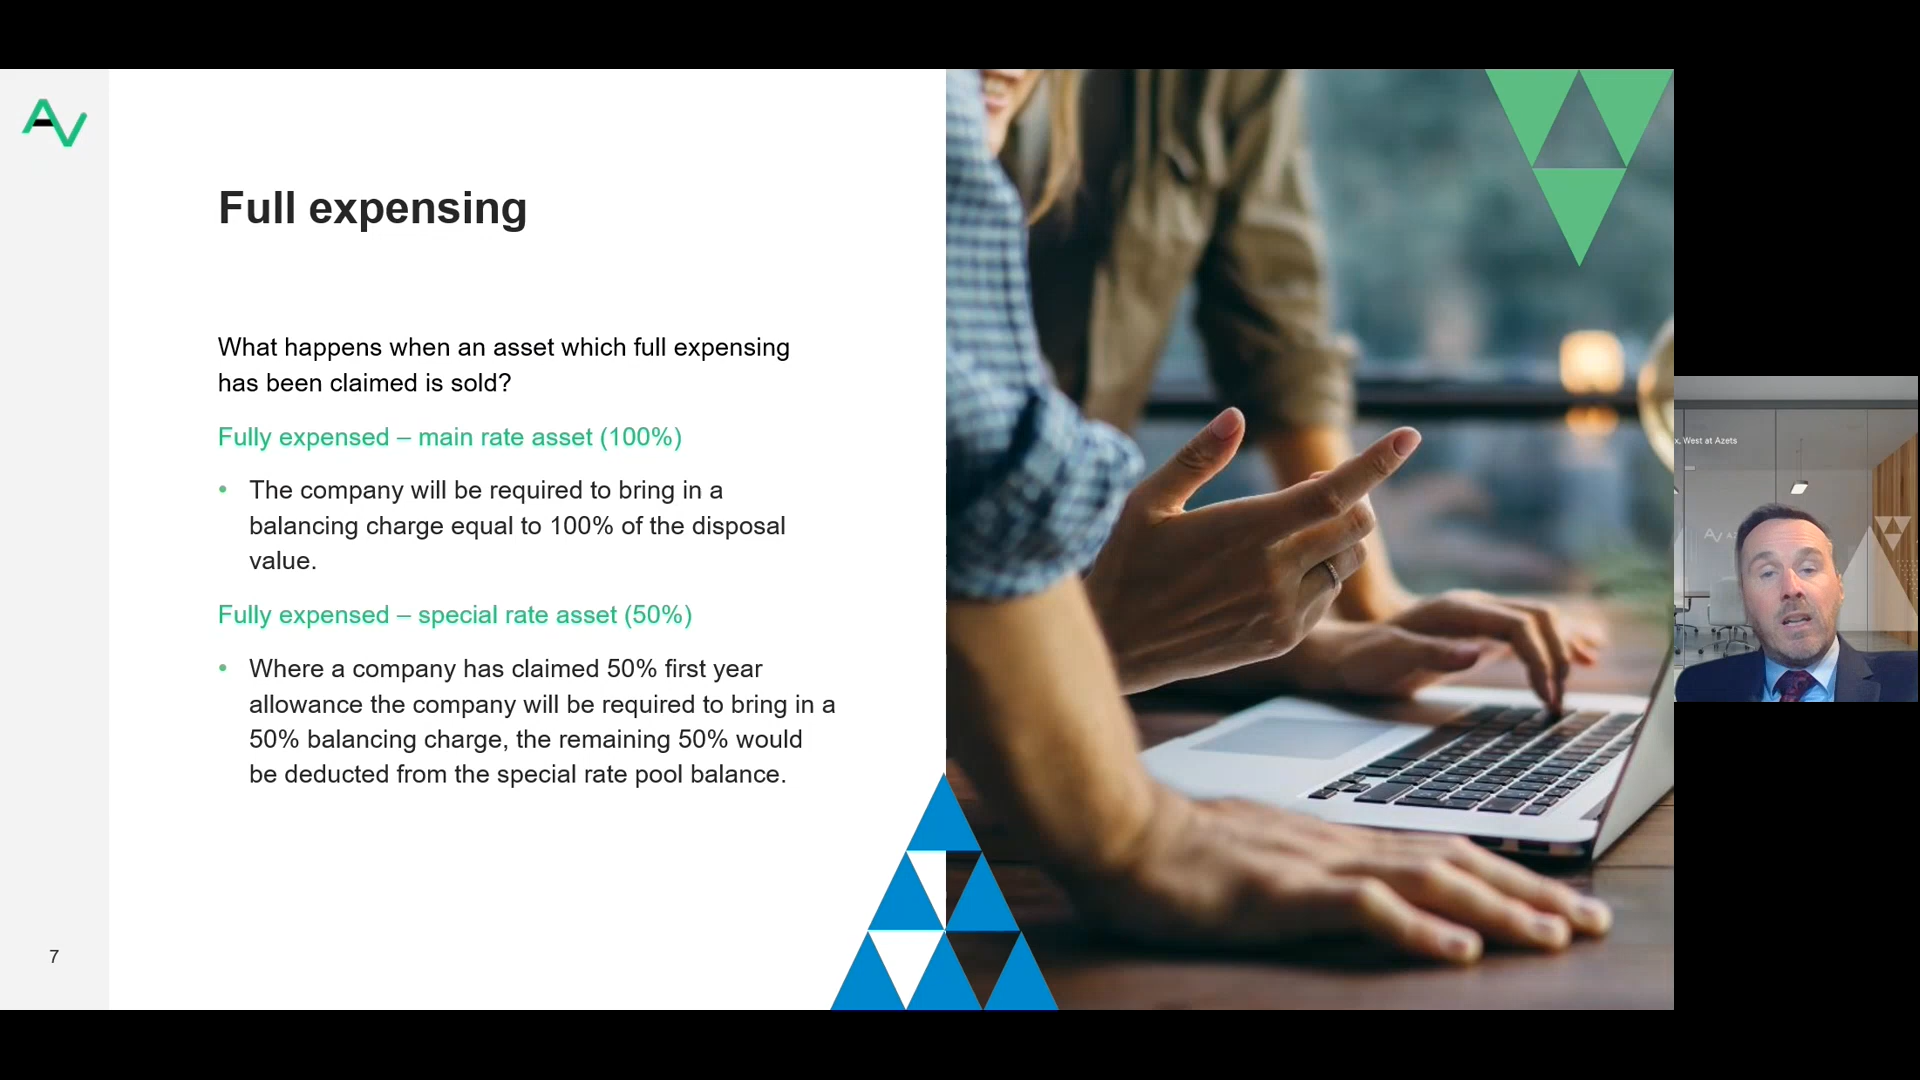 Full expensing
What happens when an asset which full expensing
has been claimed is sold?
Fully expensed – main rate asset (100%)
• The company will be required to bring in a
balancing charge equal to 100% of the disposal
value.
Fully expensed – special rate asset (50%)
• Where a company has claimed 50% first year
allowance the company will be required to bring in a
50% balancing charge, the remaining 50% would
be deducted from the special rate pool balance.
7
x, West at Azets